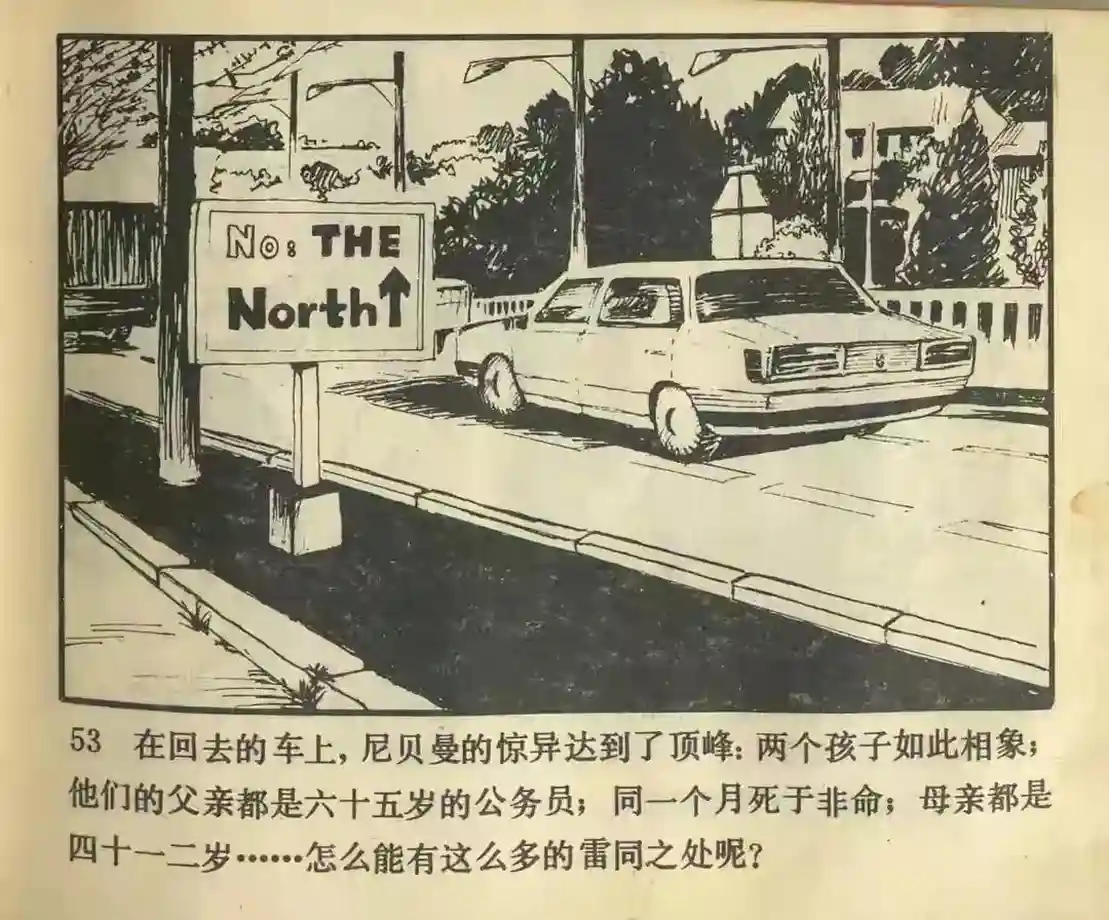 No: THE
North↑
53 在回去的车上，尼贝曼的惊异达到了顶峰：两个孩子如此相象；
他们的父亲都是六十五岁的公务员；同一个月死于非命；母亲都是
四十一二岁……怎么能有这么多的雷同之处呢？